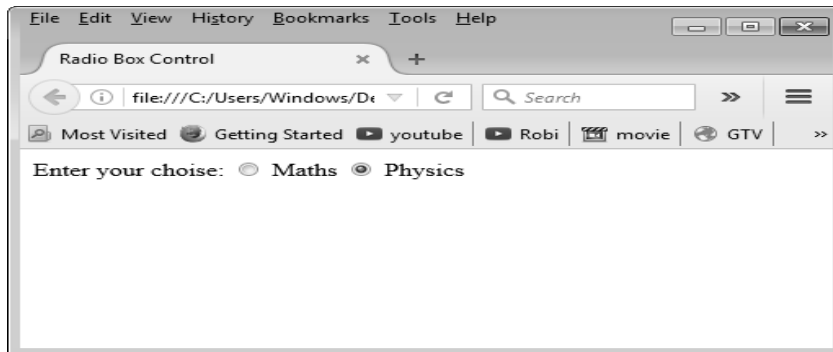 File Edit View History Bookmarks Tools Help
Radio Box Control
file:///C:/Users/Windows/De
Search
Most Visited Getting Started youtube Robi movie GTV
Enter your choise: Maths Physics